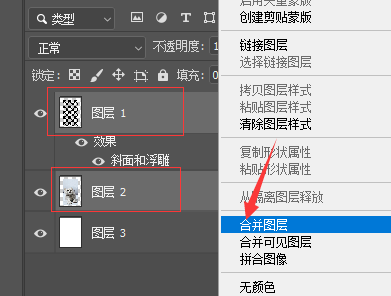 类型
T
正常
不透明度: 1
锁定:
填充: 0
图层 1
效果
斜面和浮雕
图层 2
图层 3
启用矢量蒙版
创建剪贴蒙版
链接图层
选择链接图层
拷贝图层样式
粘贴图层样式
清除图层样式
复制形状属性
粘贴形状属性
从隔离图层释放
合并图层
合并可见图层
拼合图像
无颜色